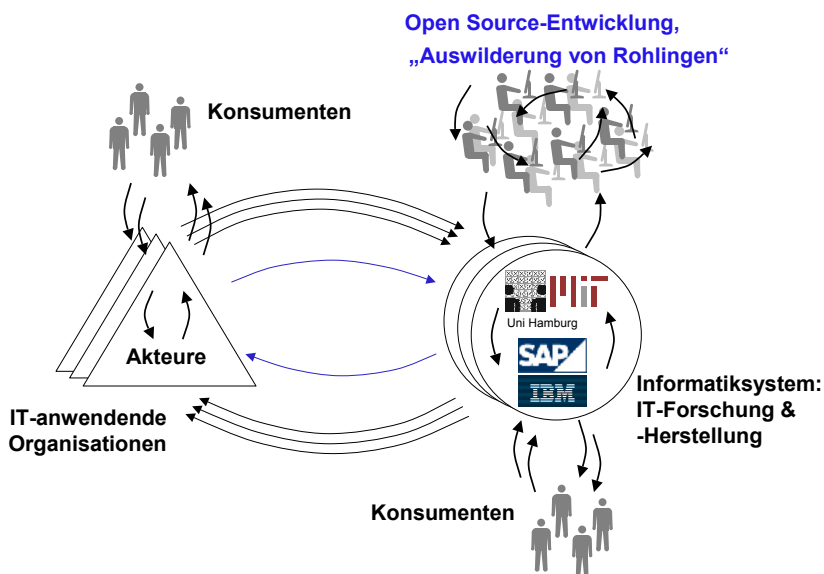 Open Source-Entwicklung,
„Auswilderung von Rohlingen“
Konsumenten
MiT
Uni Hamburg
SAP
IBM
Akteure
IT-anwendende
Organisationen
Informatiksystem:
IT-Forschung &
-Herstellung
Konsumenten